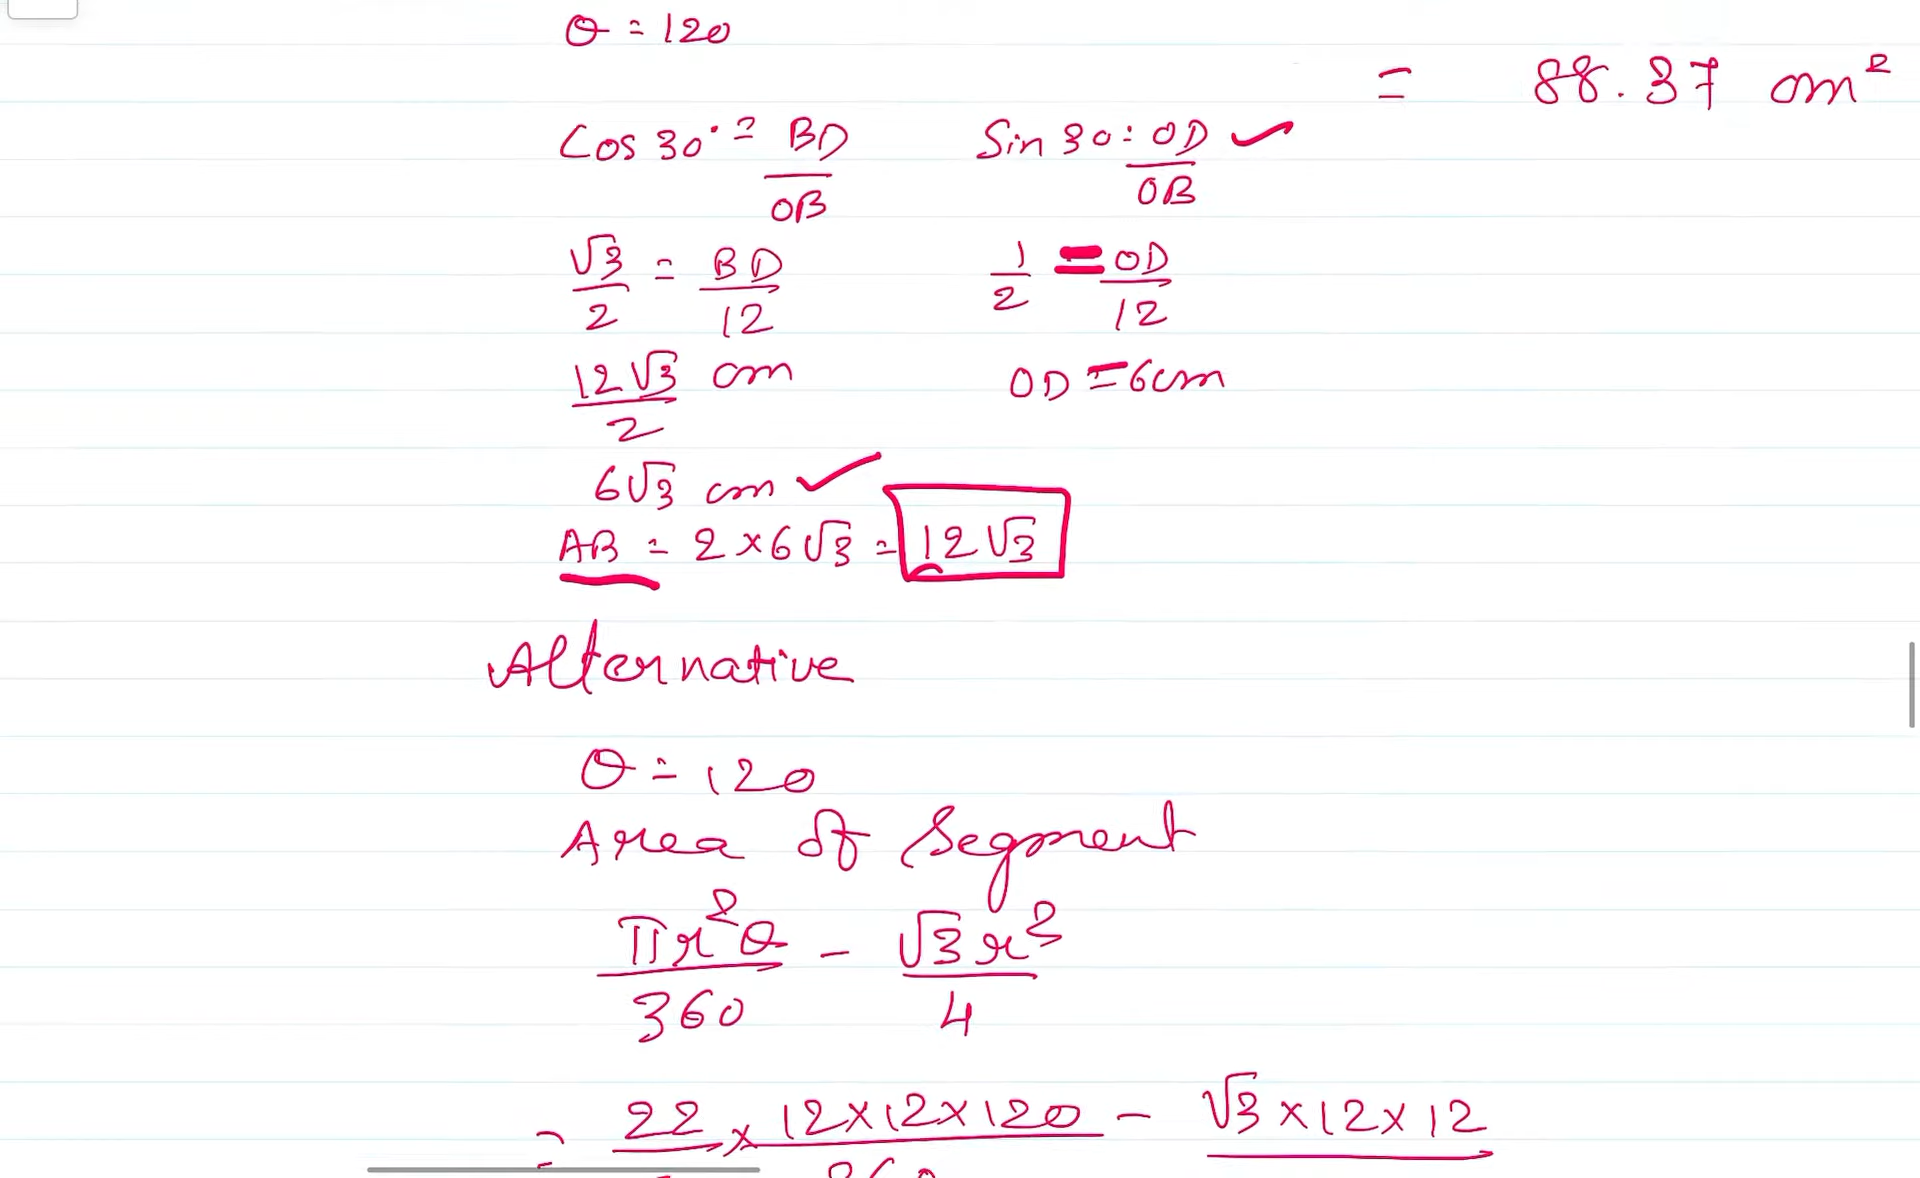 θ = 120
= 88.37 cm²
Cos 30° = BD/OB
Sin 30 = OD/OB ✓
√3/2 = BD/12
1/2 = OD/12
12√3/2 cm
OD = 6cm
6√3 cm ✓
AB = 2 × 6√3 = 12√3
Alternative
θ = 120
Area of Segment
πr²θ/360 - √3r²/4
= 22 × 12×12×120 - √3×12×12